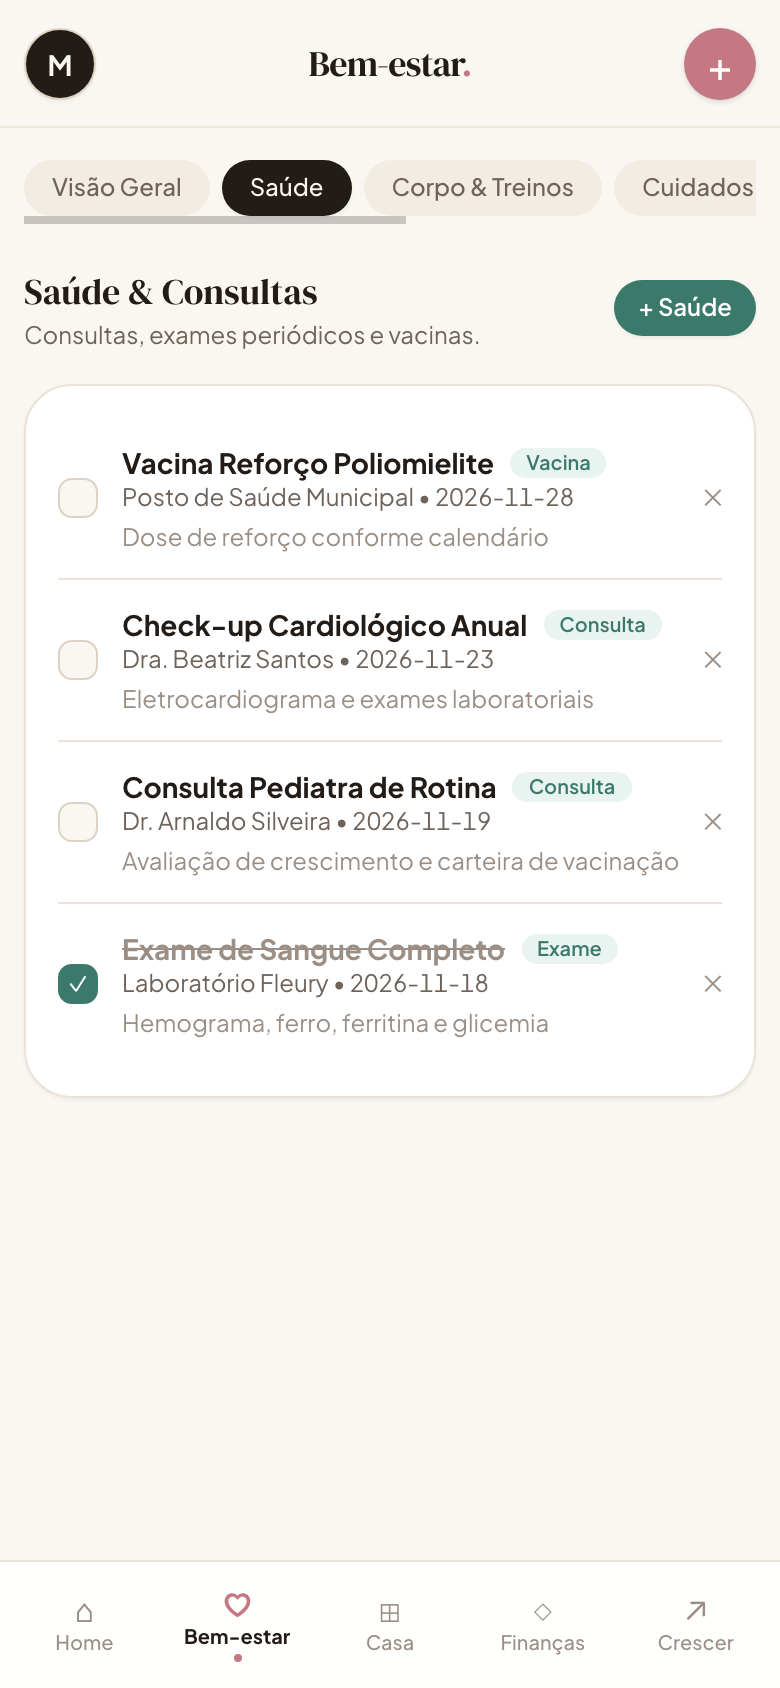 M
Bem-estar.
+
Visão Geral
Saúde
Corpo & Treinos
Cuidados
Saúde & Consultas
Consultas, exames periódicos e vacinas.
+ Saúde
Vacina Reforço Poliomielite
Vacina
Posto de Saúde Municipal • 2026-11-28
Dose de reforço conforme calendário
Check-up Cardiológico Anual
Consulta
Dra. Beatriz Santos • 2026-11-23
Eletrocardiograma e exames laboratoriais
Consulta Pediatra de Rotina
Consulta
Dr. Arnaldo Silveira • 2026-11-19
Avaliação de crescimento e carteira de vacinação
Exame de Sangue Completo
Exame
Laboratório Fleury • 2026-11-18
Hemograma, ferro, ferritina e glicemia
Home
Bem-estar
Casa
Finanças
Crescer